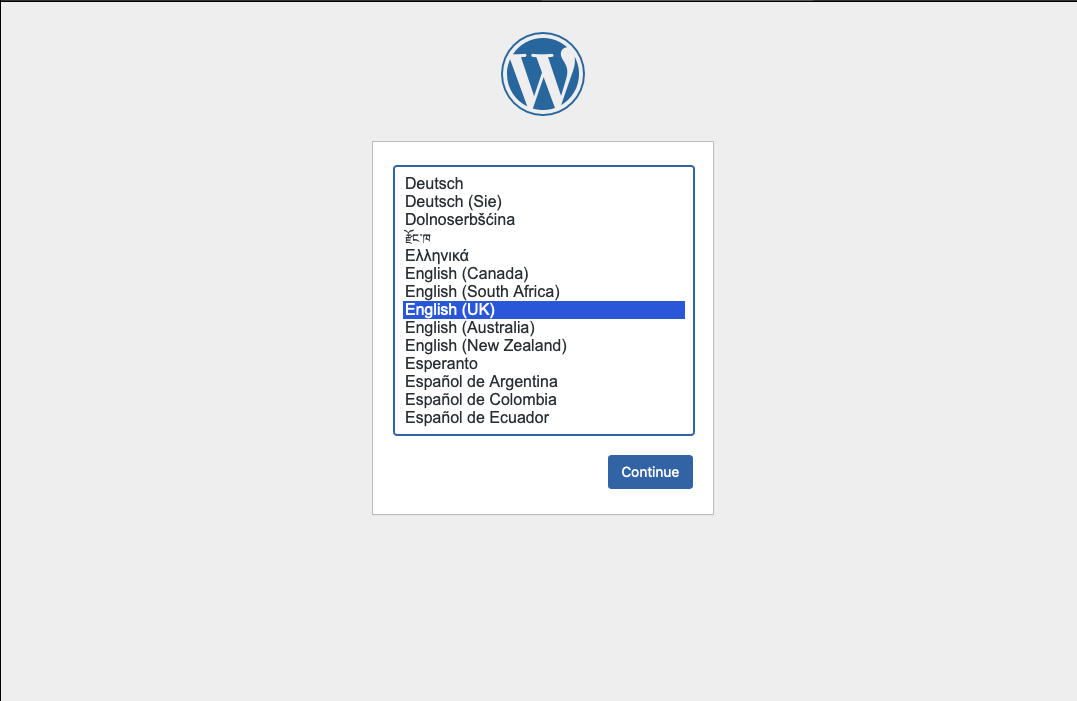 Deutsch
Deutsch (Sie)
Dolnoserbšćina
རྫོང་ཁ
Ελληνικά
English (Canada)
English (South Africa)
English (UK)
English (Australia)
English (New Zealand)
Esperanto
Español de Argentina
Español de Colombia
Español de Ecuador
Continue